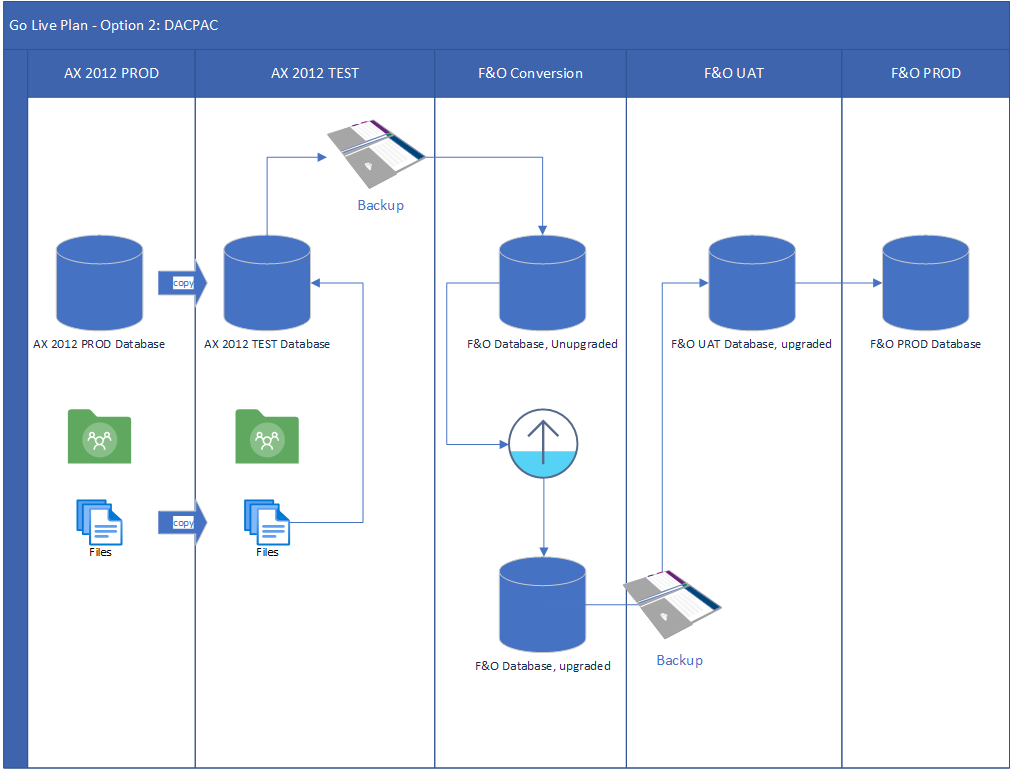 Go Live Plan - Option 2: DACPAC
AX 2012 PROD
AX 2012 TEST
F&O Conversion
F&O UAT
F&O PROD
Backup
copy
AX 2012 PROD Database
AX 2012 TEST Database
F&O Database, Unupgraded
F&O UAT Database, upgraded
F&O PROD Database
copy
Files
Files
F&O Database, upgraded
Backup